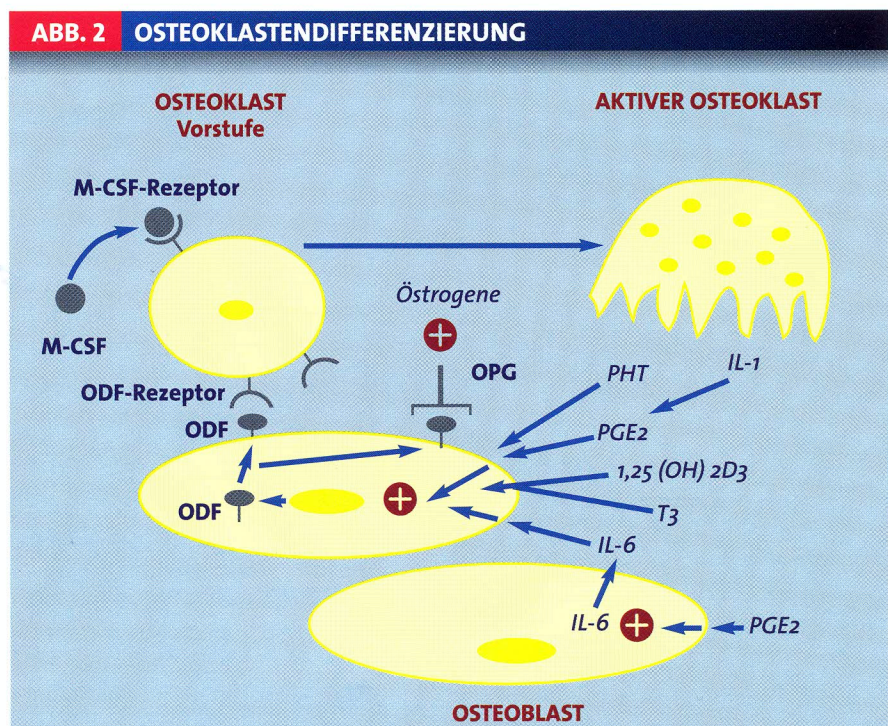 ABB. 2 OSTEOKLASTENDIFFERENZIERUNG
OSTEOKLAST
Vorstufe
AKTIVER OSTEOKLAST
M-CSF-Rezeptor
M-CSF
Östrogene
+
OPG
ODF-Rezeptor
ODF
PHT
IL-1
PGE2
1,25 (OH) 2D3
ODF
+
T3
IL-6
IL-6
+
PGE2
OSTEOBLAST